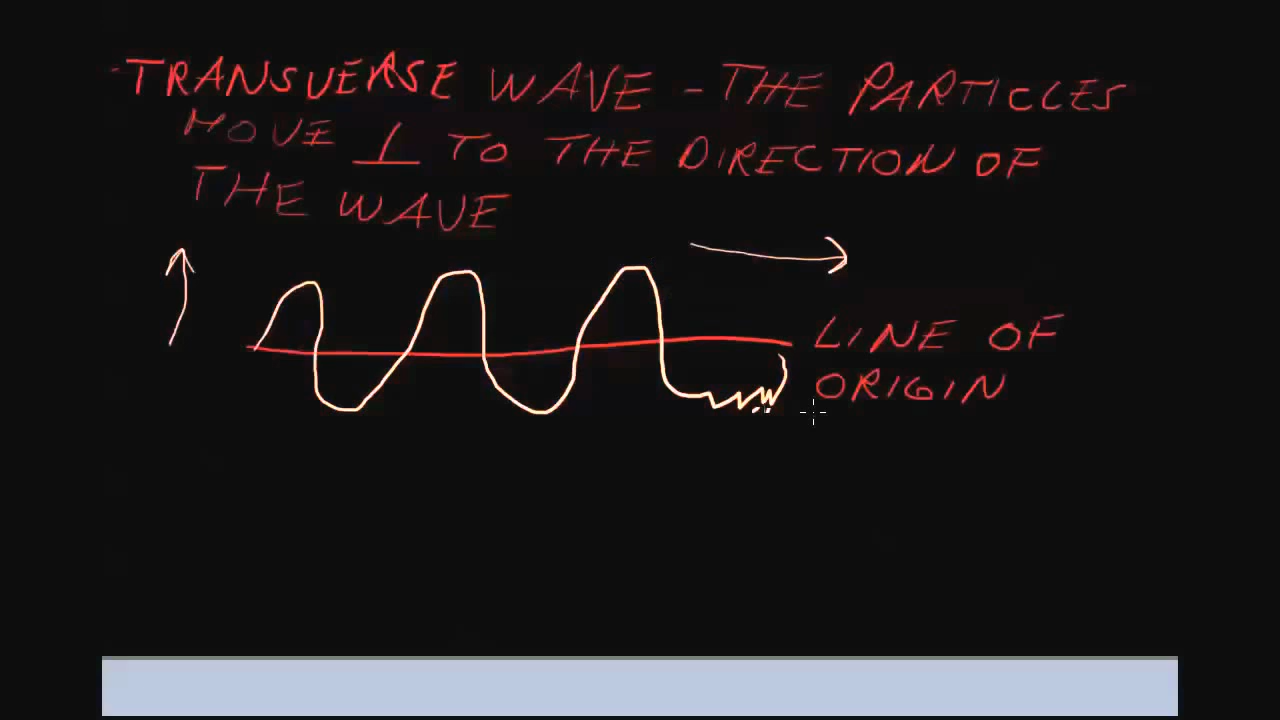 TRANSVERSE WAVE - THE PARTICLES
MOVE ⊥ TO THE DIRECTION OF
THE WAVE
LINE OF
ORIGIN